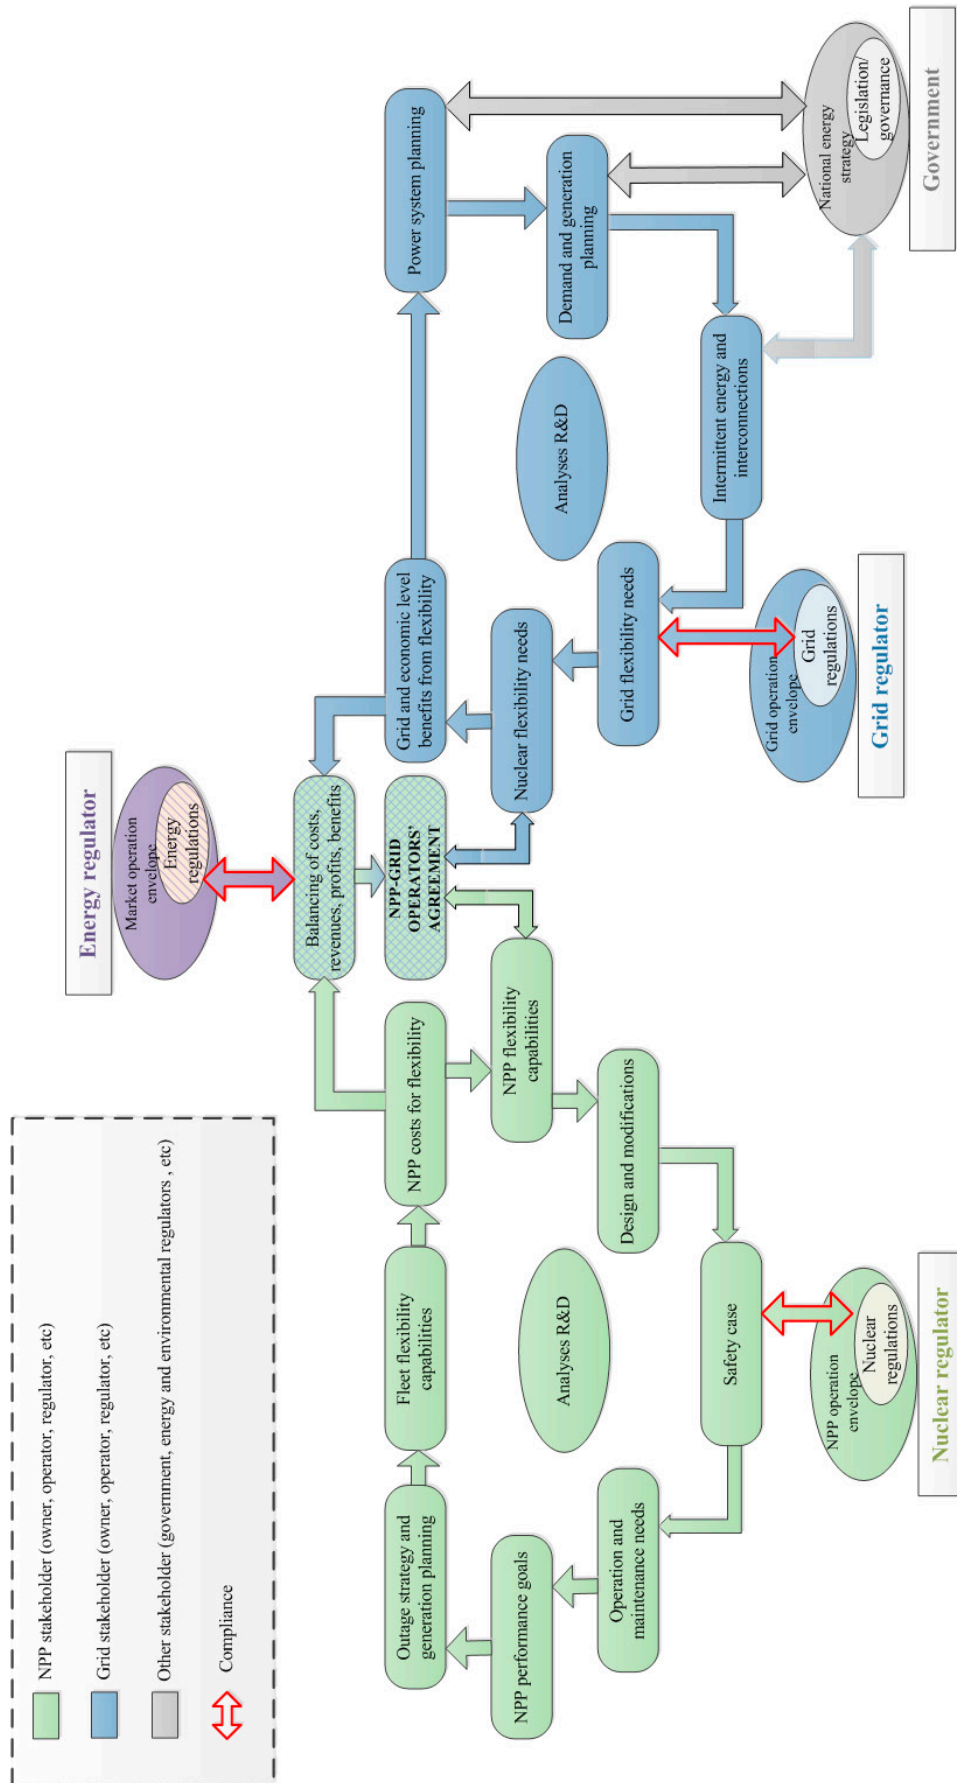 NPP stakeholder (owner, operator, regulator, etc)
Grid stakeholder (owner, operator, regulator, etc)
Other stakeholder (government, energy and environmental regulators , etc)
Compliance
Energy regulator
Market operation
envelope
Energy
regulations
Balancing of costs,
revenues, profits, benefits
NPP-GRID
OPERATORS'
AGREEMENT
Outage strategy and
generation planning
Fleet flexibility
capabilities
NPP costs for flexibility
Grid and economic level
benefits from flexibility
Power system planning
NPP performance goals
Analyses R&D
NPP flexibility
capabilities
Nuclear flexibility needs
Analyses R&D
Demand and generation
planning
Operation and
maintenance needs
Design and modifications
Grid flexibility needs
Safety case
Intermittent energy and
interconnections
NPP operation
envelope
Nuclear
regulations
Nuclear regulator
Grid operation
envelope
Grid
regulations
Grid regulator
National energy
strategy
Legislation/
governance
Government